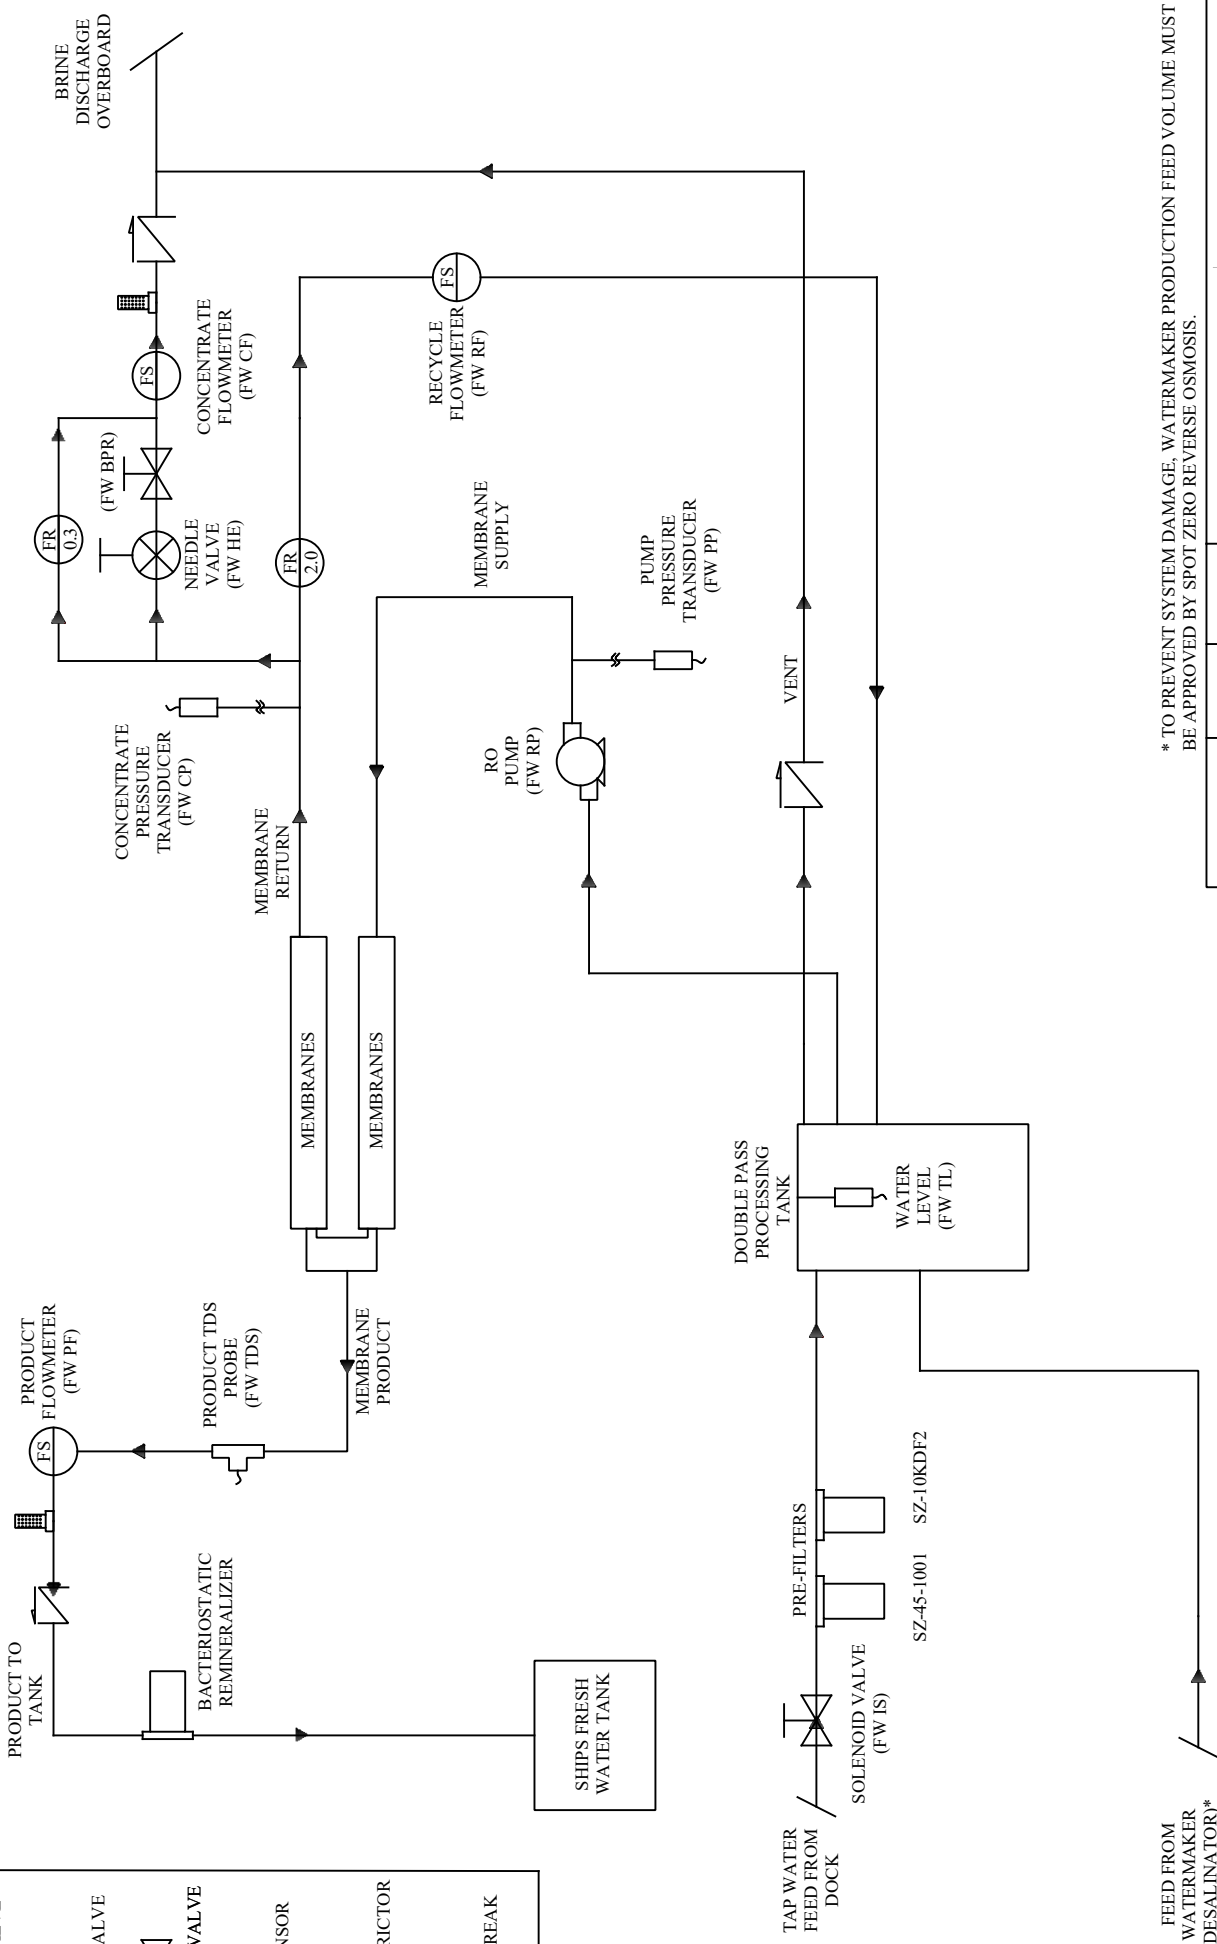 BRINE
DISCHARGE
OVERBOARD
FS
CONCENTRATE
FLOWMETER
(FW CF)
(FW BPR)
FR
0.3
NEEDLE
VALVE
(FW HE)
FS
RECYCLE
FLOWMETER
(FW RF)
FR
2.0
MEMBRANE
SUPPLY
PUMP
PRESSURE
TRANSDUCER
(FW PP)
CONCENTRATE
PRESSURE
TRANSDUCER
(FW CP)
MEMBRANE
RETURN
RO
PUMP
(FW RP)
VENT
MEMBRANES
MEMBRANES
DOUBLE PASS
PROCESSING
TANK
WATER
LEVEL
(FW TL)
PRODUCT
FLOWMETER
(FW PF)
FS
PRODUCT TDS
PROBE
(FW TDS)
MEMBRANE
PRODUCT
PRODUCT TO
TANK
BACTERIOSTATIC
REMINERALIZER
SHIPS FRESH
WATER TANK
PRE-FILTERS
SZ-45-1001
SZ-10KDF2
SOLENOID VALVE
(FW IS)
TAP WATER
FEED FROM
DOCK
FEED FROM
WATERMAKER
DESALINATOR)*
* TO PREVENT SYSTEM DAMAGE, WATERMAKER PRODUCTION FEED VOLUME MUST
BE APPROVED BY SPOT ZERO REVERSE OSMOSIS.
ALVE
VALVE
NSOR
RICTOR
REAK